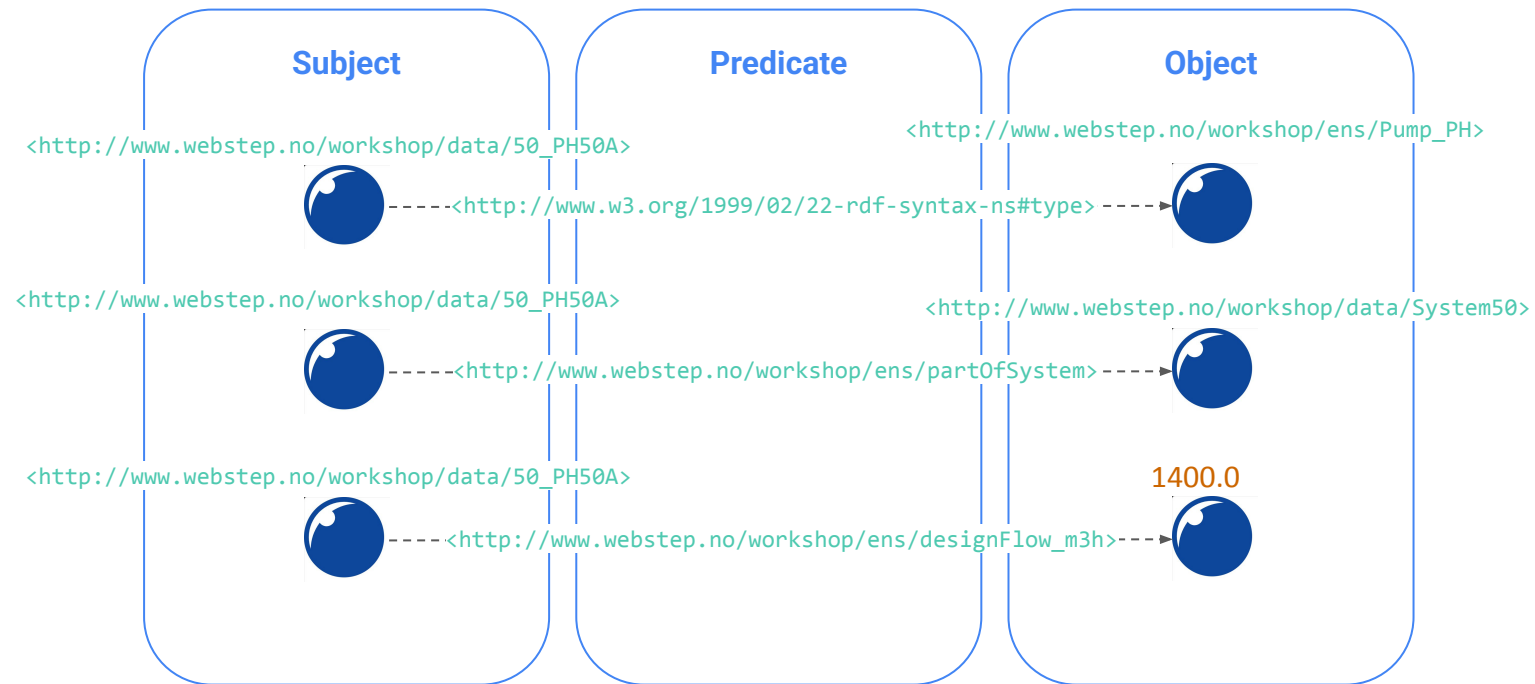 Subject
Predicate
Object
<http://www.webstep.no/workshop/data/50_PH50A>
<http://www.webstep.no/workshop/ens/Pump_PH>
<http://www.w3.org/1999/02/22-rdf-syntax-ns#type>
<http://www.webstep.no/workshop/data/50_PH50A>
<http://www.webstep.no/workshop/data/System50>
<http://www.webstep.no/workshop/ens/partOfSystem>
<http://www.webstep.no/workshop/data/50_PH50A>
1400.0
<http://www.webstep.no/workshop/ens/designFlow_m3h>